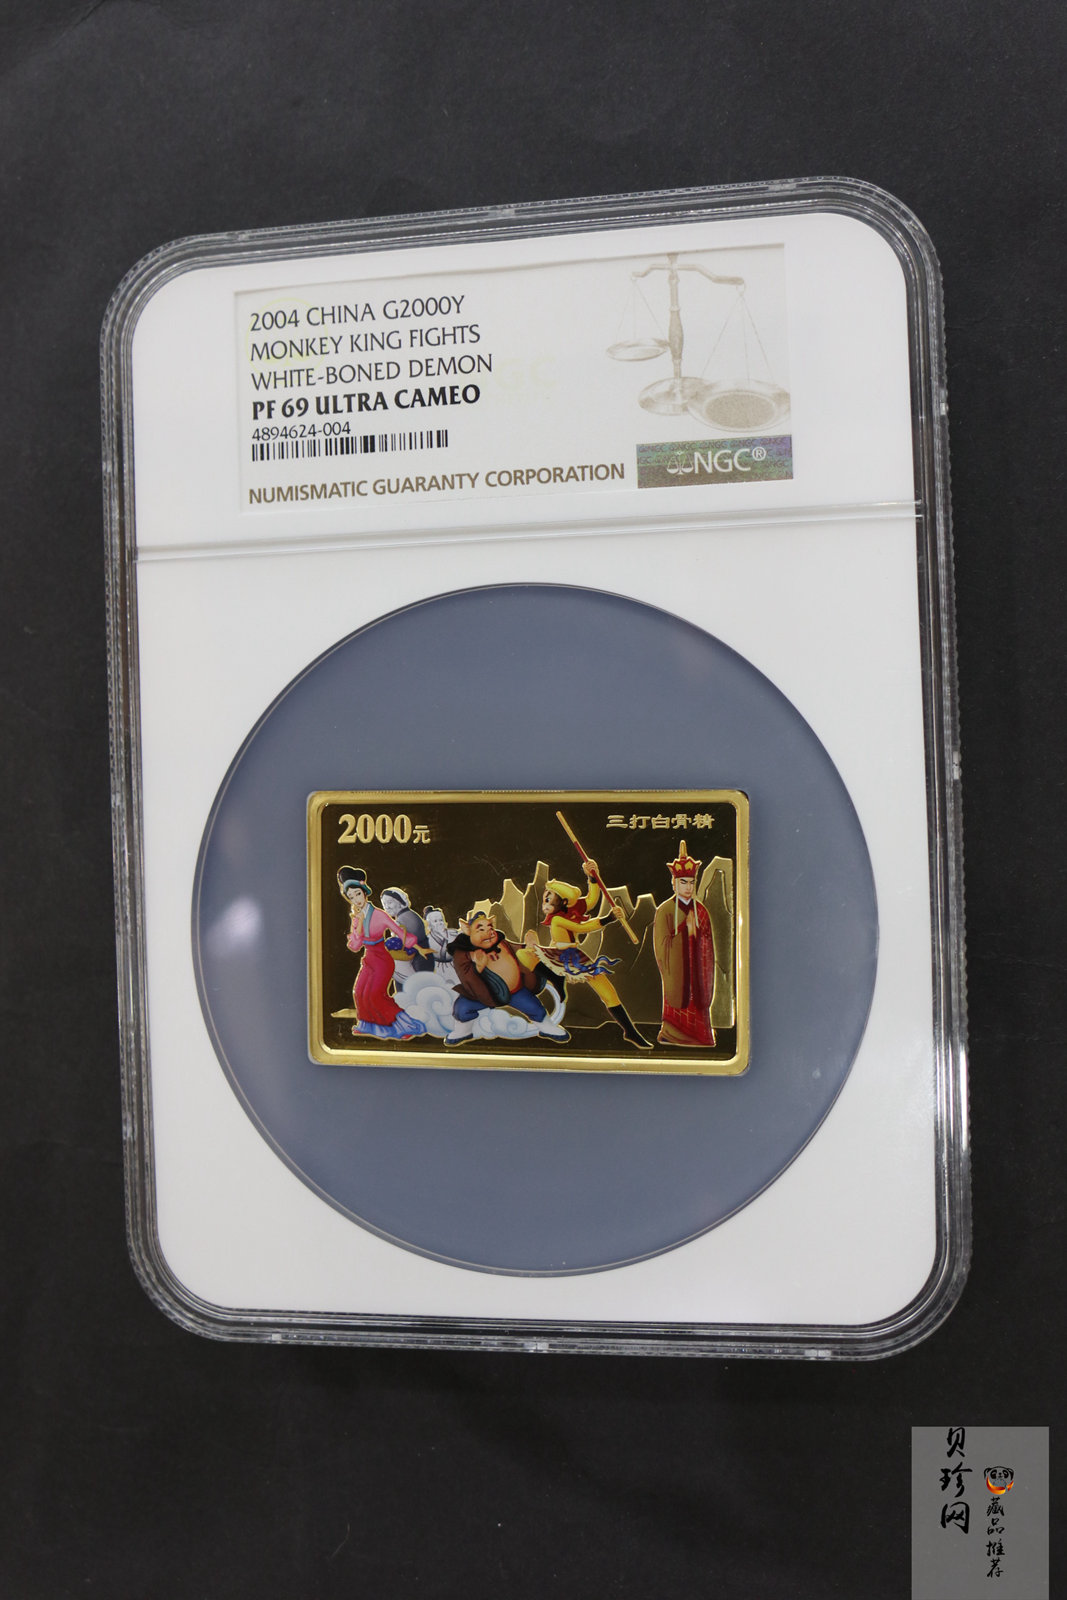 2004 CHINA G2000Y
MONKEY KING FIGHTS
WHITE-BONED DEMON
PF 69 ULTRA CAMEO
4894624-004
NUMISMATIC GUARANTY CORPORATION
NGC®
2000元
三打白骨精
贝珍网
藏品推荐